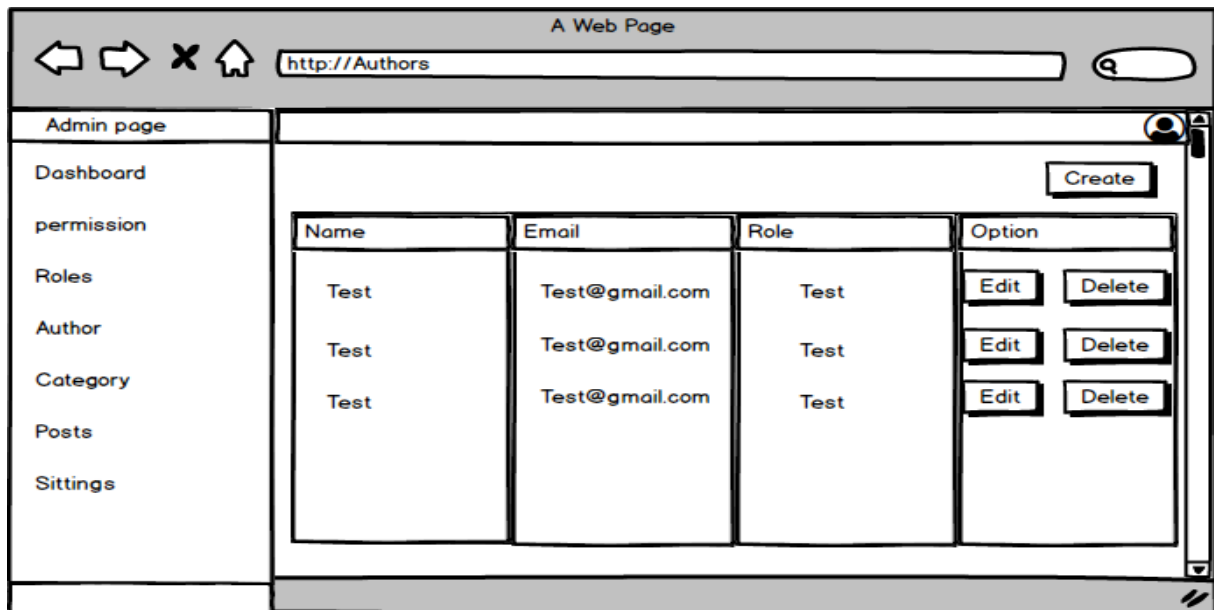 A Web Page
http://Authors
Admin page
Dashboard
permission
Roles
Author
Category
Posts
Sittings
Create
Name Email Role Option
Test Test@gmail.com Test Edit Delete
Test Test@gmail.com Test Edit Delete
Test Test@gmail.com Test Edit Delete